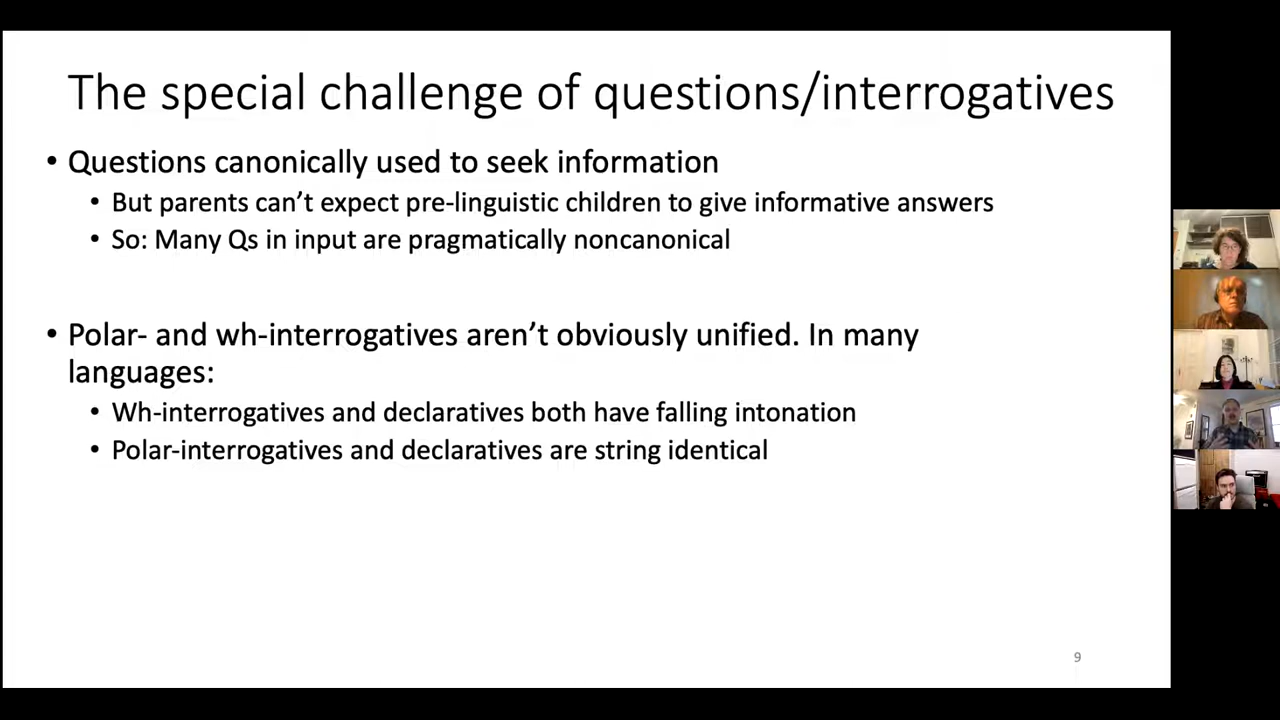 The special challenge of questions/interrogatives
• Questions canonically used to seek information
• But parents can’t expect pre-linguistic children to give informative answers
• So: Many Qs in input are pragmatically noncanonical
• Polar- and wh-interrogatives aren’t obviously unified. In many
languages:
• Wh-interrogatives and declaratives both have falling intonation
• Polar-interrogatives and declaratives are string identical
9